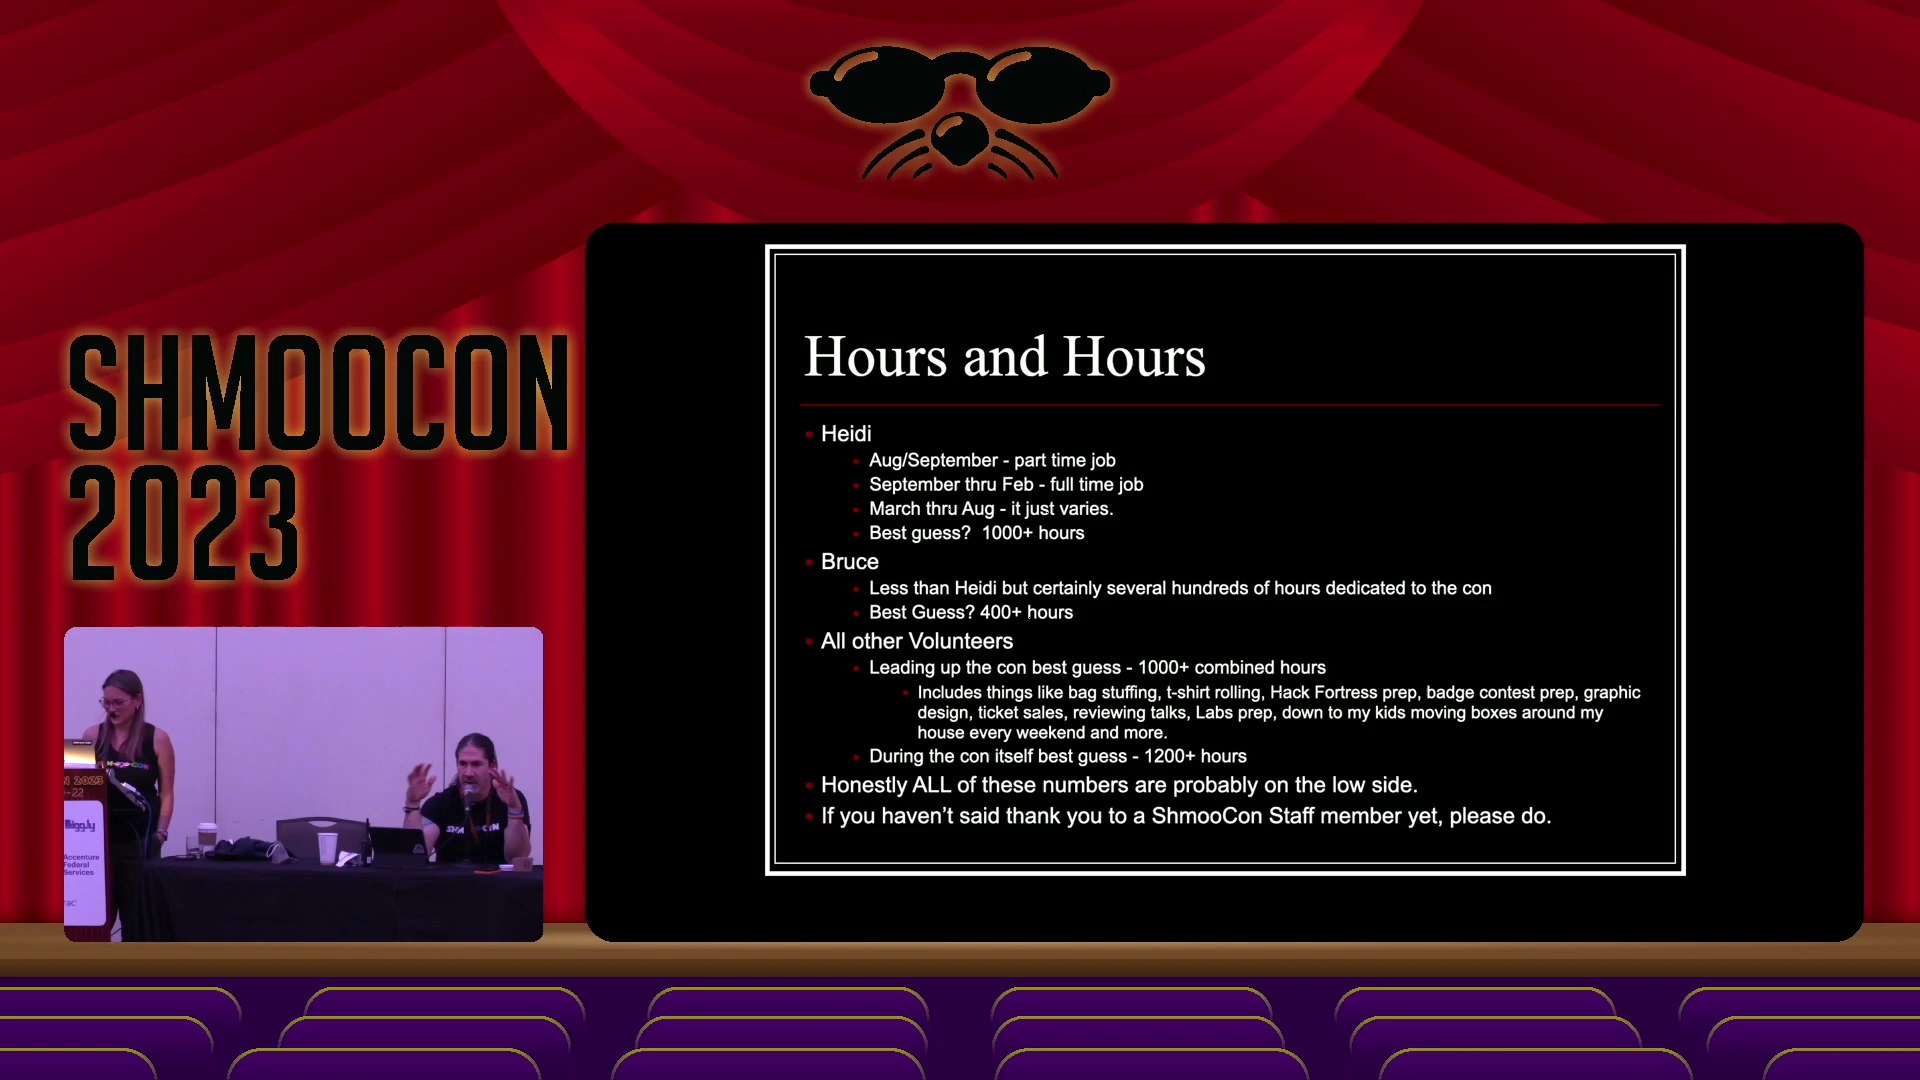 SHMOOCON
2023
Hours and Hours
Heidi
Aug/September - part time job
September thru Feb - full time job
March thru Aug - it just varies.
Best guess?  1000+ hours
Bruce
Less than Heidi but certainly several hundreds of hours dedicated to the con
Best Guess? 400+ hours
All other Volunteers
Leading up the con best guess - 1000+ combined hours
Includes things like bag stuffing, t-shirt rolling, Hack Fortress prep, badge contest prep, graphic
design, ticket sales, reviewing talks, Labs prep, down to my kids moving boxes around my
house every weekend and more.
During the con itself best guess - 1200+ hours
Honestly ALL of these numbers are probably on the low side.
If you haven't said thank you to a ShmooCon Staff member yet, please do.
2023
-22
Accenture
Federal
Services